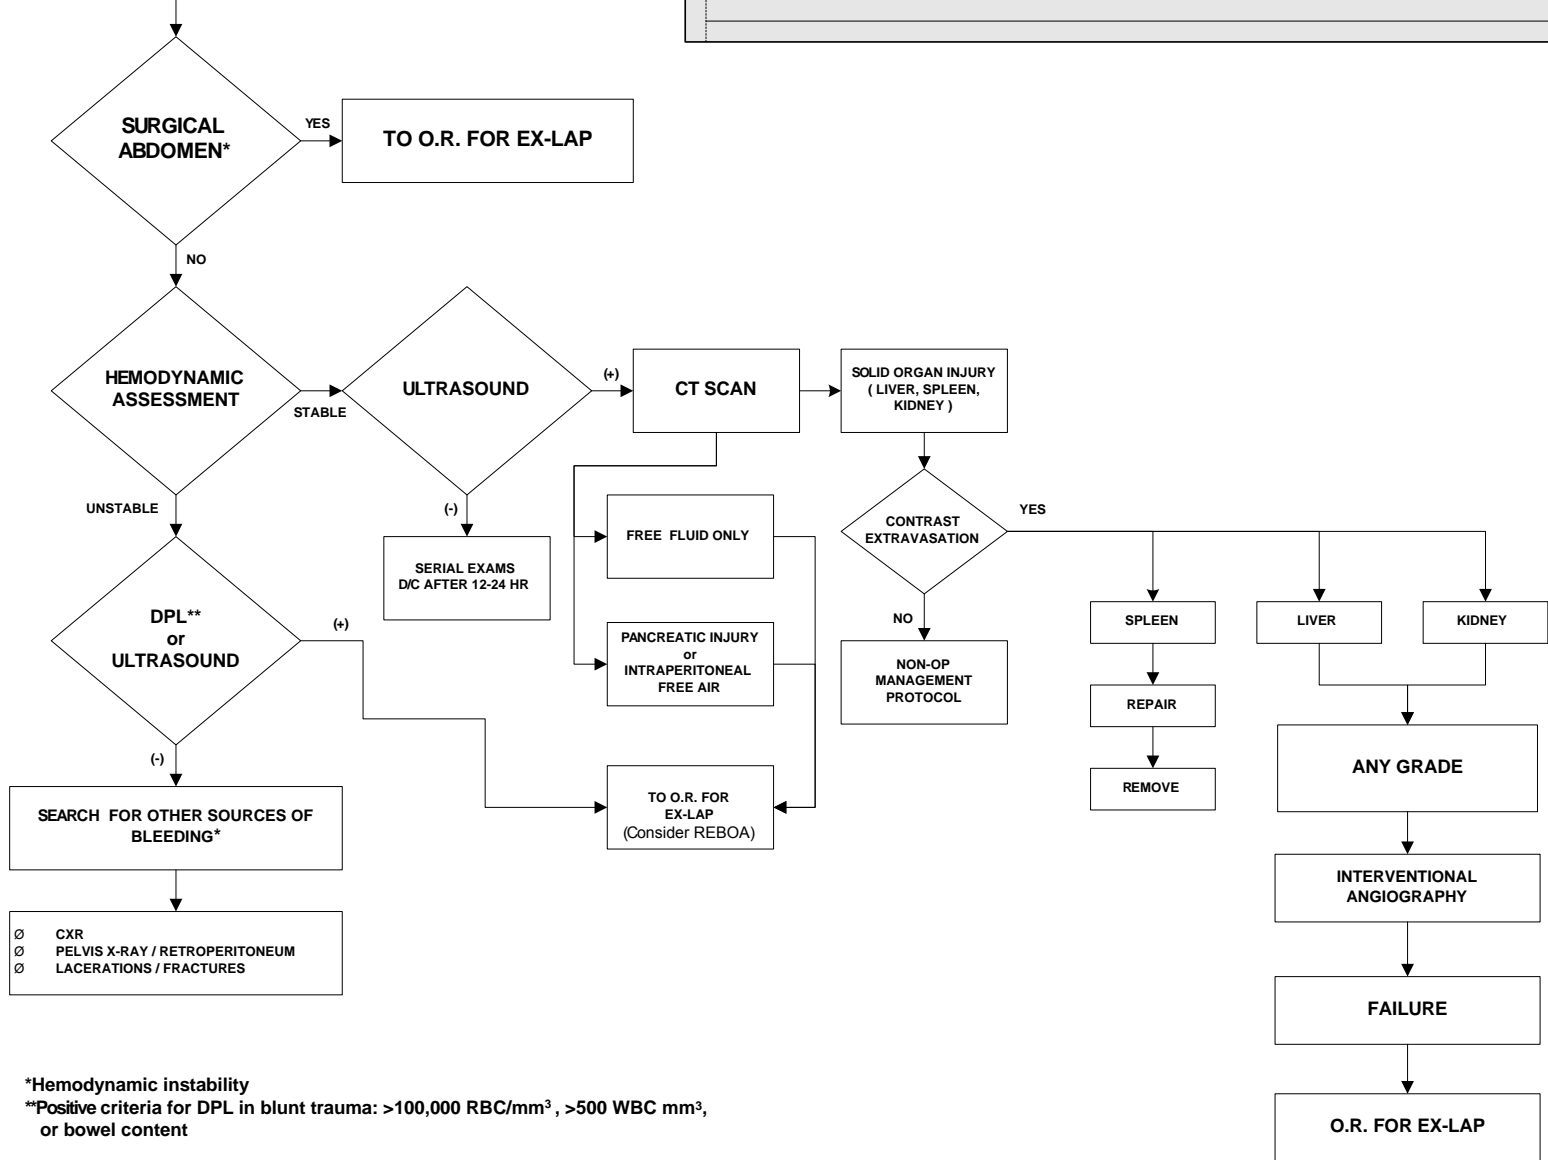 SURGICAL
ABDOMEN*
YES
TO O.R. FOR EX-LAP
NO
HEMODYNAMIC
ASSESSMENT
STABLE
ULTRASOUND
(+)
CT SCAN
SOLID ORGAN INJURY
( LIVER, SPLEEN,
KIDNEY )
UNSTABLE
(-)
SERIAL EXAMS
D/C AFTER 12-24 HR
FREE FLUID ONLY
CONTRAST
EXTRAVASATION
YES
DPL**
or
ULTRASOUND
(+)
PANCREATIC INJURY
or
INTRAPERITONEAL
FREE AIR
NO
NON-OP
MANAGEMENT
PROTOCOL
SPLEEN
LIVER
KIDNEY
REPAIR
REMOVE
ANY GRADE
(-)
SEARCH FOR OTHER SOURCES OF
BLEEDING*
TO O.R. FOR
EX-LAP
(Consider REBOA)
INTERVENTIONAL
ANGIOGRAPHY
Ø CXR
Ø PELVIS X-RAY / RETROPERITONEUM
Ø LACERATIONS / FRACTURES
FAILURE
O.R. FOR EX-LAP
*Hemodynamic instability
**Positive criteria for DPL in blunt trauma: >100,000 RBC/mm³ , >500 WBC mm³,
or bowel content